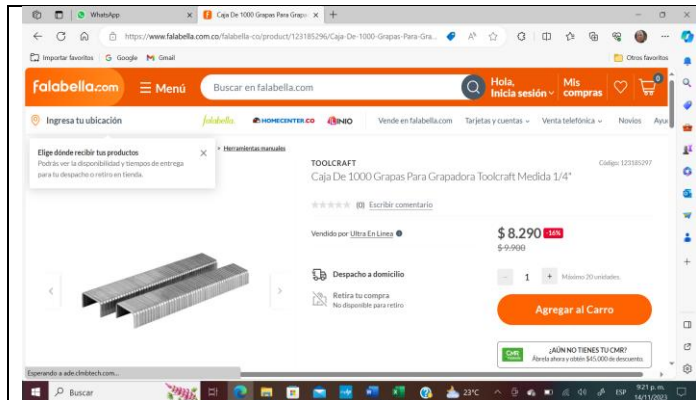 WhatsApp
Caja De 1000 Grapas Para Grapa
https://www.falabella.com.co/falabella-co/product/123185296/Caja-De-1000-Grapas-Para-Gra...
Importar favoritos
Google
Gmail
Otros favoritos
falabella.com
Menú
Buscar en falabella.com
Hola,
Inicia sesión
Mis
compras
0
Ingresa tu ubicación
falabella.
HOMECENTER.CO
LINIO
Vende en falabella.com
Tarjetas y cuentas
Venta telefónica
Novios
Ayu
Elige dónde recibir tus productos
Podrás ver la disponibilidad y tiempos de entrega
para tu despacho o retiro en tienda.
Herramientas manuales
TOOLCRAFT
Código: 123185297
Caja De 1000 Grapas Para Grapadora Toolcraft Medida 1/4"
(0) Escribir comentario
Vendido por Ultra En Linea
$ 8.290 -16%
$ 9.900
Despacho a domicilio
- 1 + Máximo 20 unidades.
Retira tu compra
No disponible para retiro
Agregar al Carro
CMR
¿AÚN NO TIENES TU CMR?
Ábrela ahora y obtén $45.000 de descuento.
Esperando a ade.clmbtech.com...
Buscar
23°C
ESP
9:21 p. m.
14/11/2023